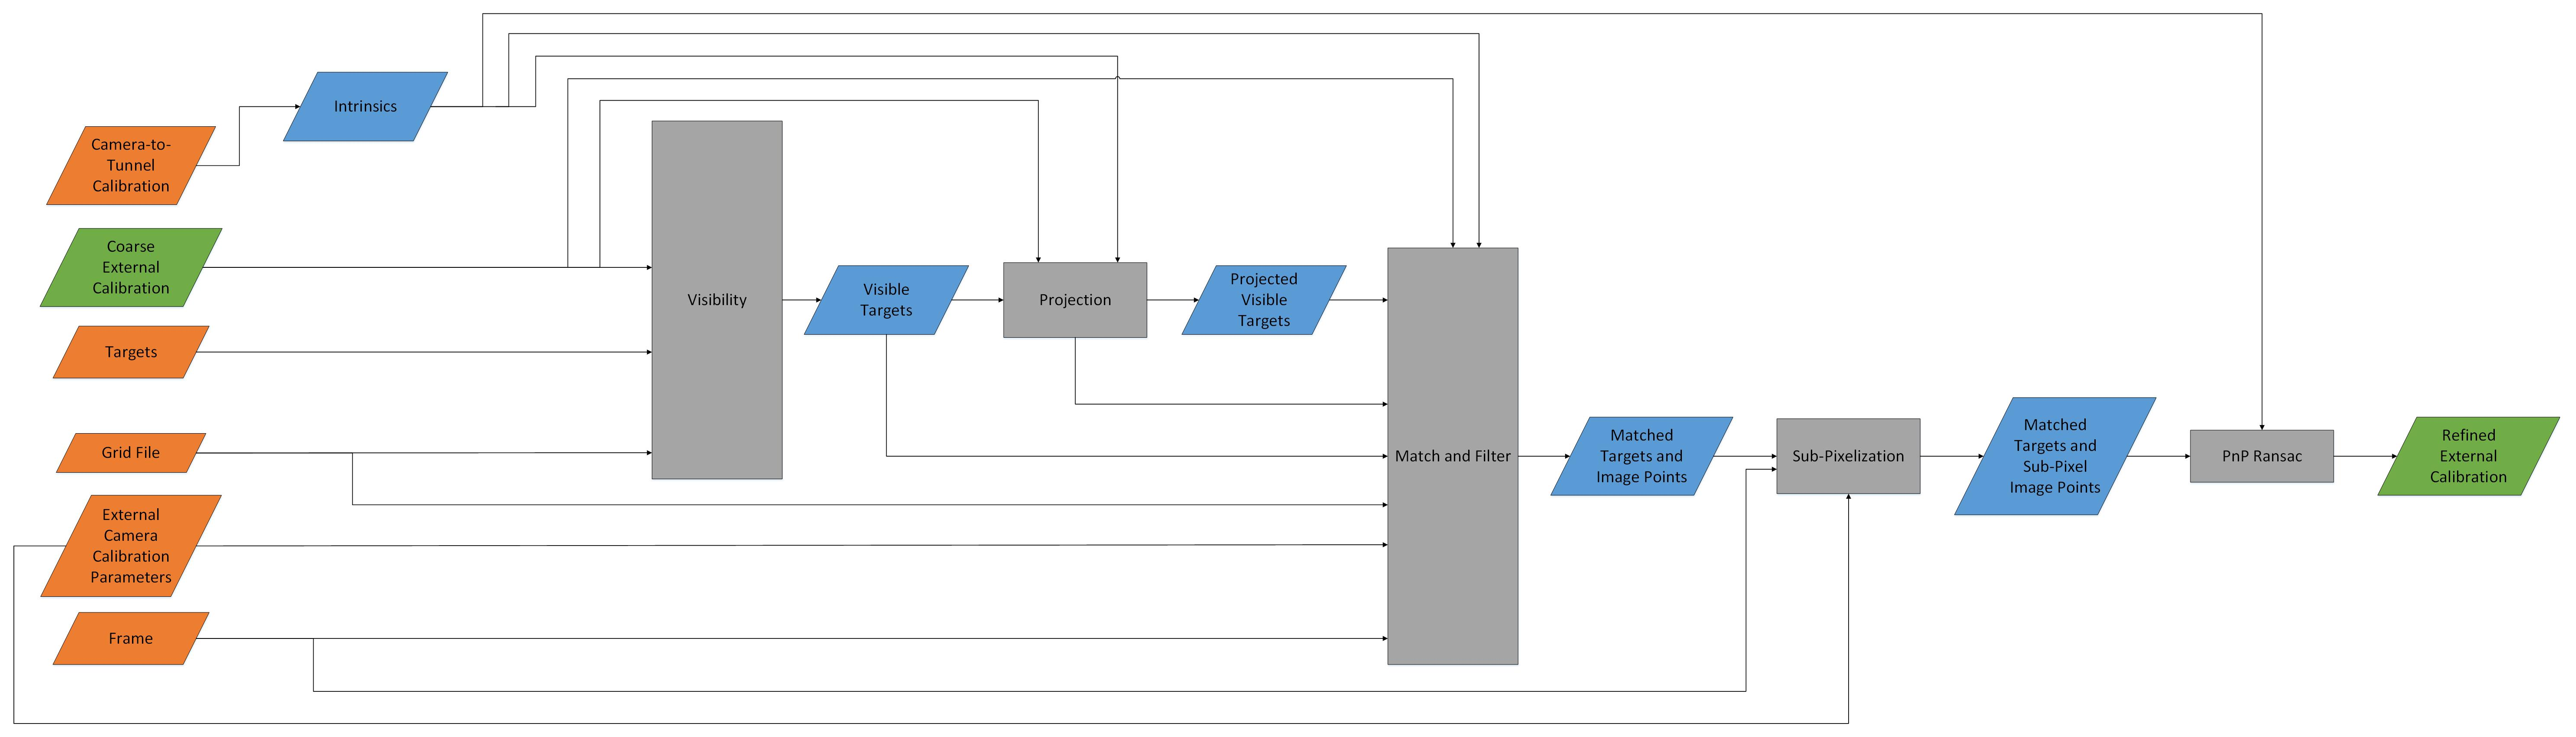 Intrinsics
Camera-to-
Tunnel
Calibration
Coarse
External
Calibration
Targets
Grid File
External
Camera
Calibration
Parameters
Frame
Visibility
Visible
Targets
Projection
Projected
Visible
Targets
Match and Filter
Matched
Targets and
Image Points
Sub-Pixelization
Matched
Targets and
Sub-Pixel
Image Points
PnP Ransac
Refined
External
Calibration